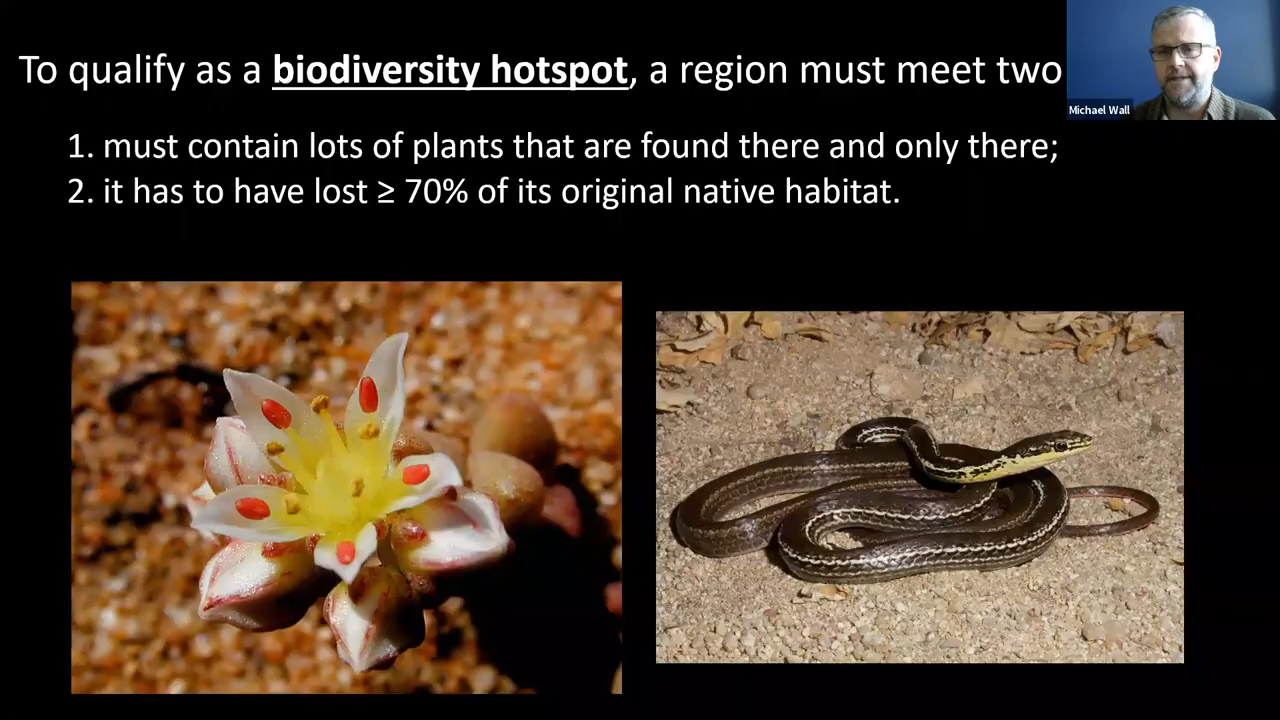 To qualify as a biodiversity hotspot, a region must meet two
1. must contain lots of plants that are found there and only there;
2. it has to have lost ≥ 70% of its original native habitat.
Michael Wall